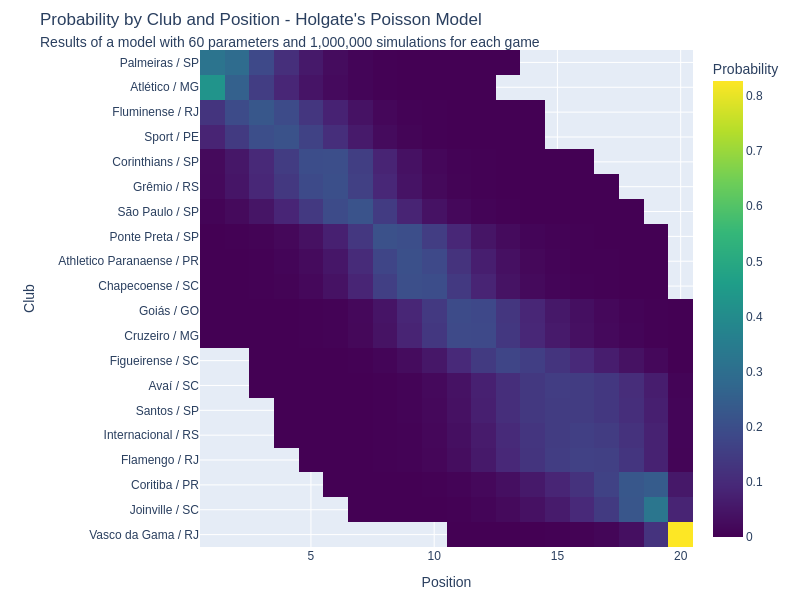 Probability by Club and Position - Holgate's Poisson Model
Results of a model with 60 parameters and 1,000,000 simulations for each game
Probability
Palmeiras / SP
Atlético / MG
Fluminense / RJ
Sport / PE
Corinthians / SP
Grêmio / RS
São Paulo / SP
Ponte Preta / SP
Athletico Paranaense / PR
Chapecoense / SC
Goiás / GO
Cruzeiro / MG
Figueirense / SC
Avaí / SC
Santos / SP
Internacional / RS
Flamengo / RJ
Coritiba / PR
Joinville / SC
Vasco da Gama / RJ
Club
5
10
15
20
Position
0.8
0.7
0.6
0.5
0.4
0.3
0.2
0.1
0